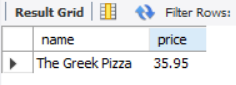 Result Grid Filter Rows:
name price
The Greek Pizza 35.95